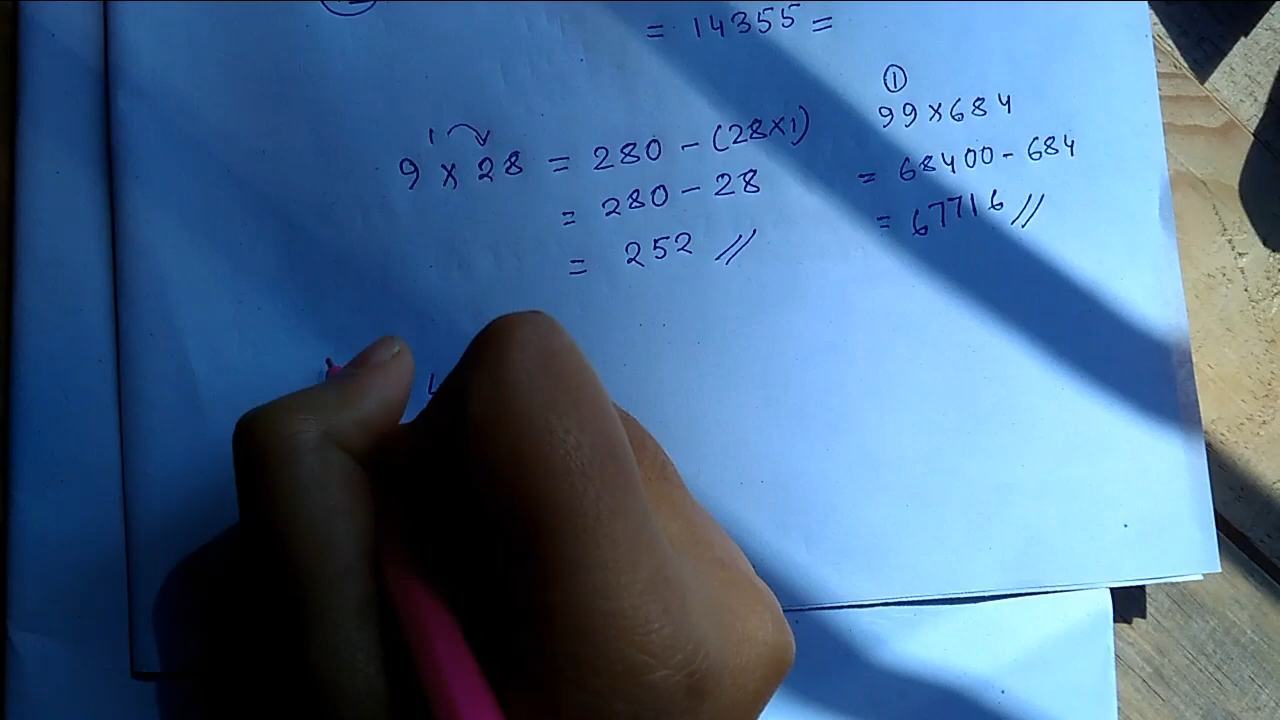 = 14355 =
9 × 28 = 280 - (28×1)
= 280 - 28
= 252 //
①
99×684
= 68400 - 684
= 67716 //